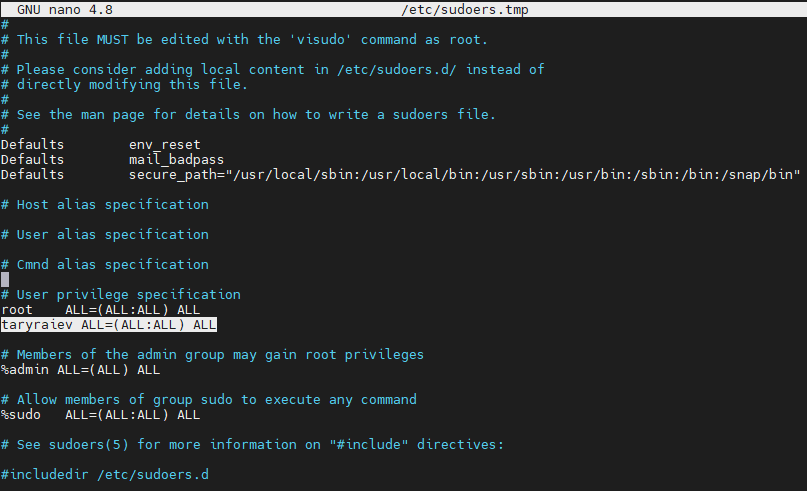 GNU nano 4.8 /etc/sudoers.tmp
#
# This file MUST be edited with the 'visudo' command as root.
#
# Please consider adding local content in /etc/sudoers.d/ instead of
# directly modifying this file.
#
# See the man page for details on how to write a sudoers file.
#
Defaults        env_reset
Defaults        mail_badpass
Defaults        secure_path="/usr/local/sbin:/usr/local/bin:/usr/sbin:/usr/bin:/sbin:/bin:/snap/bin"
# Host alias specification
# User alias specification
# Cmnd alias specification
# User privilege specification
root    ALL=(ALL:ALL) ALL
taryraiev ALL=(ALL:ALL) ALL
# Members of the admin group may gain root privileges
%admin ALL=(ALL) ALL
# Allow members of group sudo to execute any command
%sudo   ALL=(ALL:ALL) ALL
# See sudoers(5) for more information on "#include" directives:
#includedir /etc/sudoers.d